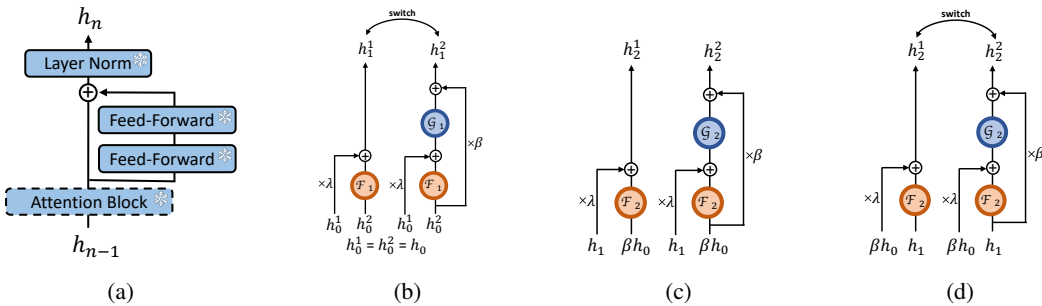 h_n
Layer Norm
Feed-Forward
Feed-Forward
Attention Block
h_{n-1}
(a)
switch
h_1^1 h_1^2
𝒢_1
×β
×λ ℱ_1 ×λ ℱ_1
h_0^1 h_0^2 h_0^1 h_0^2
h_0^1 = h_0^2 = h_0
(b)
h_2^1 h_2^2
𝒢_2
×β
×λ ℱ_2 ×λ ℱ_2
h_1 βh_0 h_1 βh_0
(c)
switch
h_2^1 h_2^2
𝒢_2
×β
×λ ℱ_2 ×λ ℱ_2
βh_0 h_1 βh_0 h_1
(d)